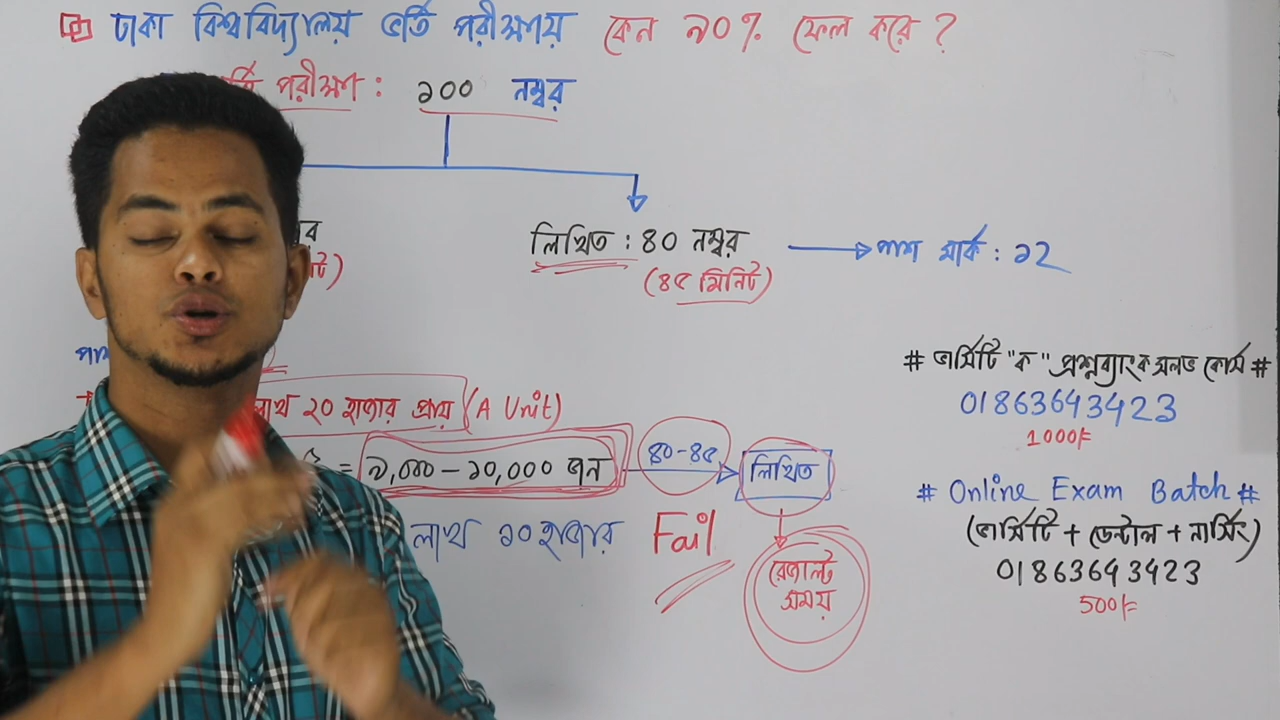 ঢাকা বিশ্ববিদ্যালয় ভর্তি পরীক্ষায় কেন ৯০% ফেল করে ?
পরীক্ষা : ১০০ নম্বর
লিখিত : ৪০ নম্বর → পাশ মার্ক : ১২
(৪৫ মিনিট)
লাখ ২০ হাজার প্রায় (A Unit)
= ৯,০০০ – ১০,০০০ জন ৪০-৪৫ → লিখিত
লাখ ১০ হাজার Fail
রেজাল্ট
সময়
# ভার্সিটি "ক" প্রশ্নব্যাংক সলভ কোর্স #
01863643423
1000/=
# Online Exam Batch #
(ভার্সিটি + ডেন্টাল + নার্সিং)
01863643423
500/=